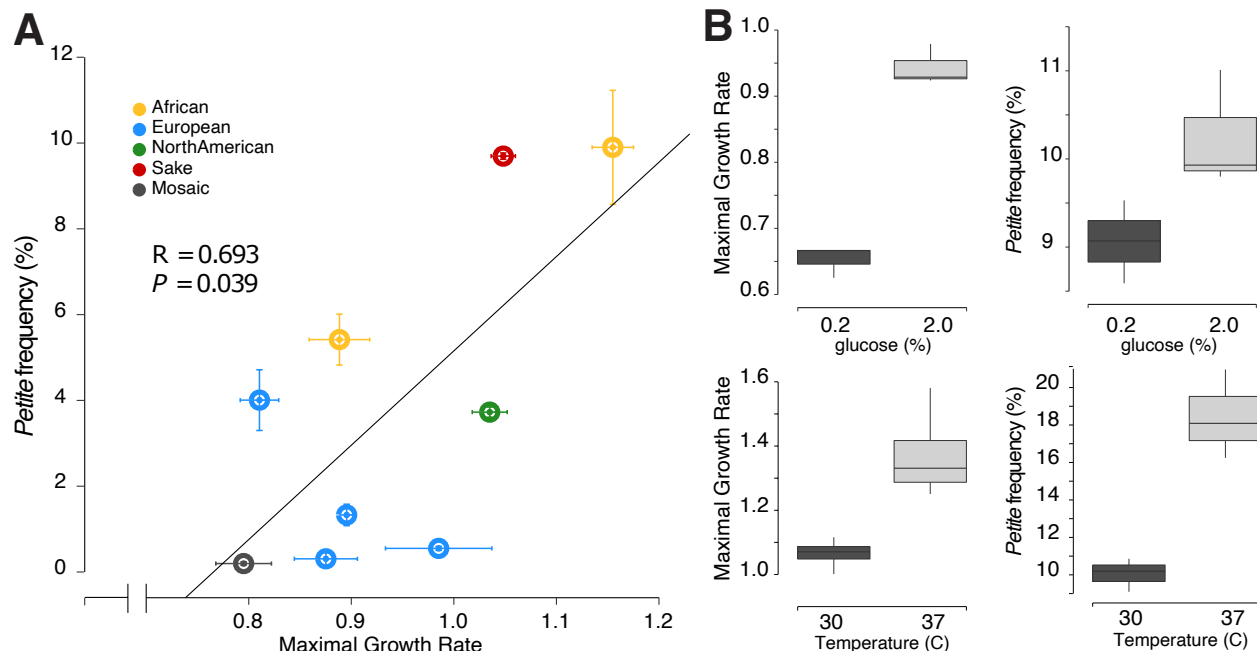 A
12
10
8
6
4
2
0
Petite frequency (%)
African
European
NorthAmerican
Sake
Mosaic
R = 0.693
P = 0.039
0.8 0.9 1.0 1.1 1.2
Maximal Growth Rate
B
1.0
0.9
0.8
0.7
0.6
Maximal Growth Rate
0.2 2.0
glucose (%)
11
10
9
Petite frequency (%)
0.2 2.0
glucose (%)
1.6
1.4
1.2
1.0
Maximal Growth Rate
30 37
Temperature (C)
20
18
16
14
12
10
Petite frequency (%)
30 37
Temperature (C)